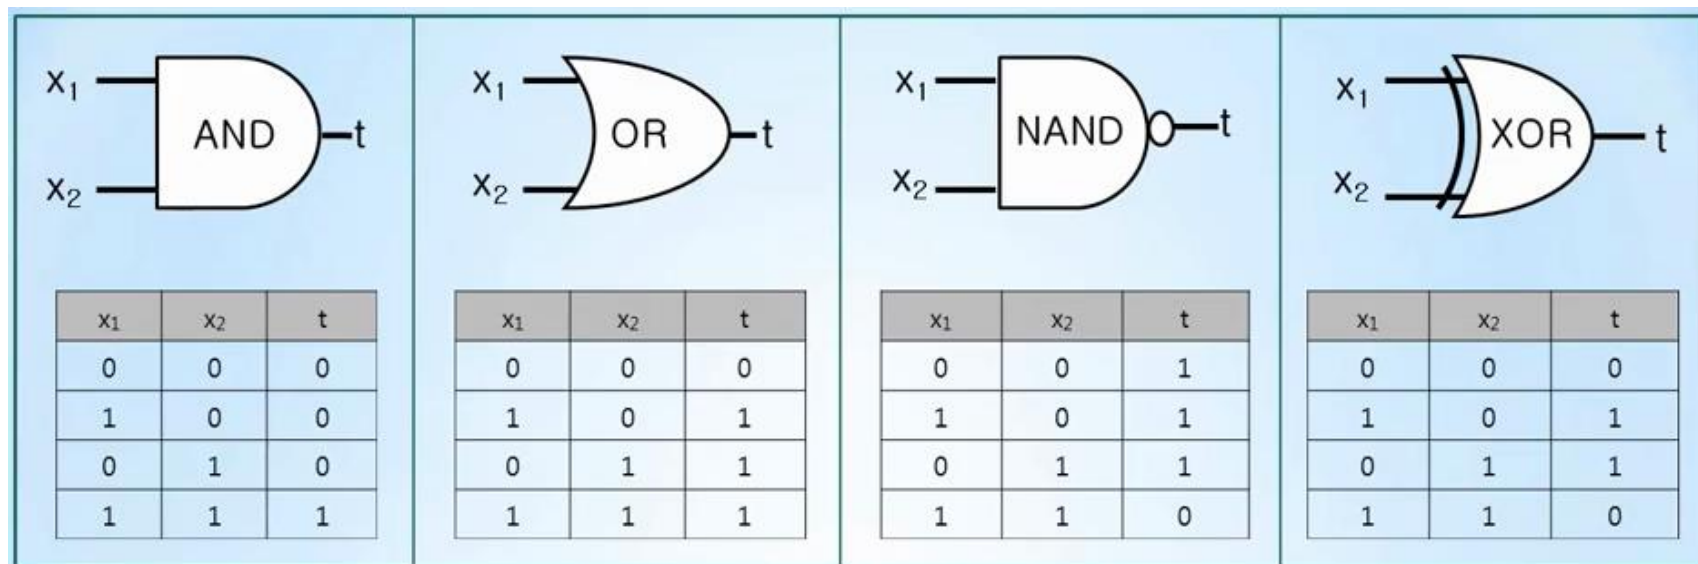 x₁ AND t
x₂
x₁ x₂ t
0 0 0
1 0 0
0 1 0
1 1 1
x₁ OR t
x₂
x₁ x₂ t
0 0 0
1 0 1
0 1 1
1 1 1
x₁ NAND t
x₂
x₁ x₂ t
0 0 1
1 0 1
0 1 1
1 1 0
x₁ XOR t
x₂
x₁ x₂ t
0 0 0
1 0 1
0 1 1
1 1 0